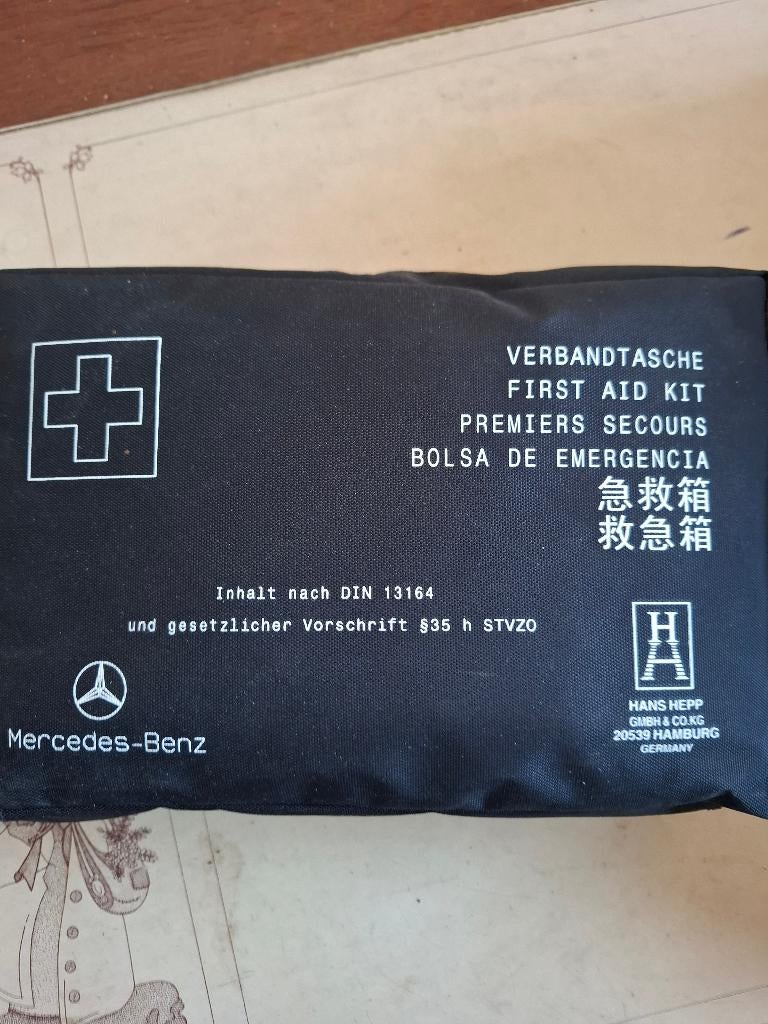 VERBANDTASCHE
FIRST AID KIT
PREMIERS SECOURS
BOLSA DE EMERGENCIA
急救箱
救急箱
Inhalt nach DIN 13164
und gesetzlicher Vorschrift §35 h STVZO
Mercedes-Benz
H
A
HANS HEPP
GMBH & CO.KG
20539 HAMBURG
GERMANY